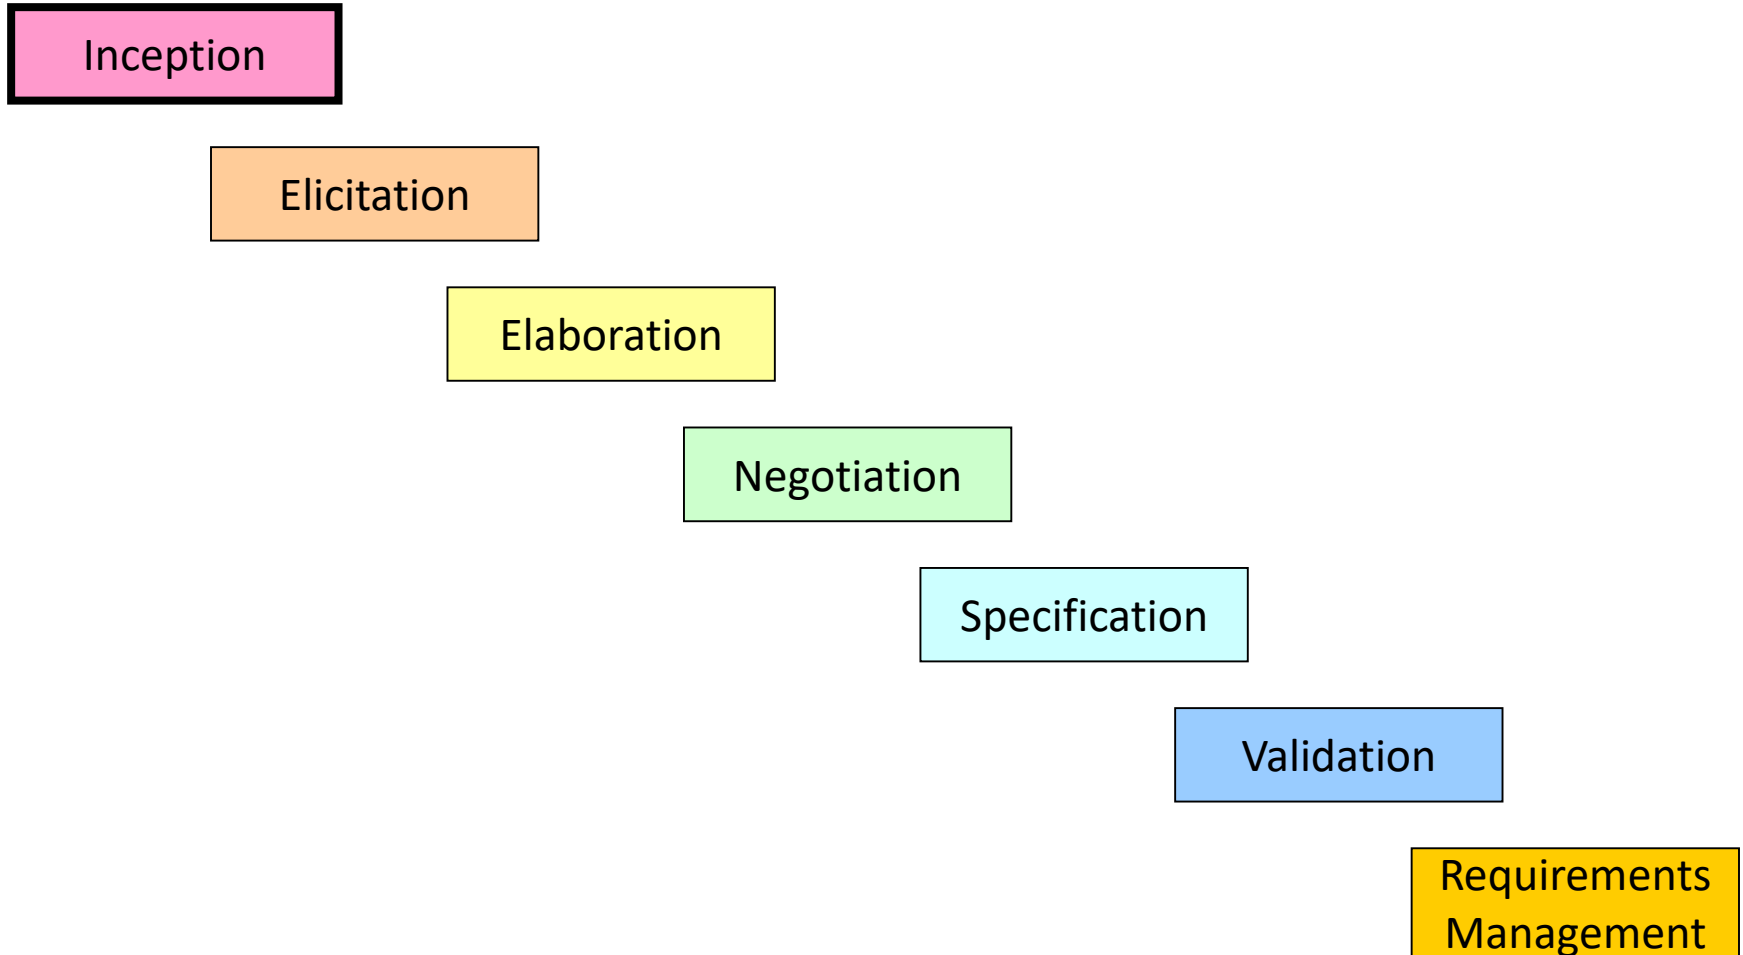 Inception
Elicitation
Elaboration
Negotiation
Specification
Validation
Requirements
Management